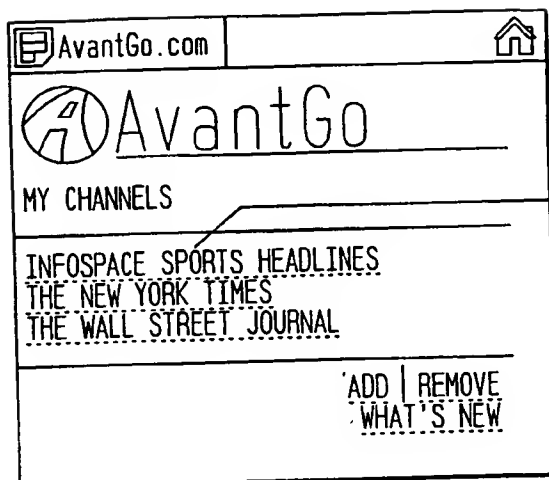 AvantGo.com
AvantGo
MY CHANNELS
INFOSPACE SPORTS HEADLINES
THE NEW YORK TIMES
THE WALL STREET JOURNAL
ADD | REMOVE
WHAT'S NEW